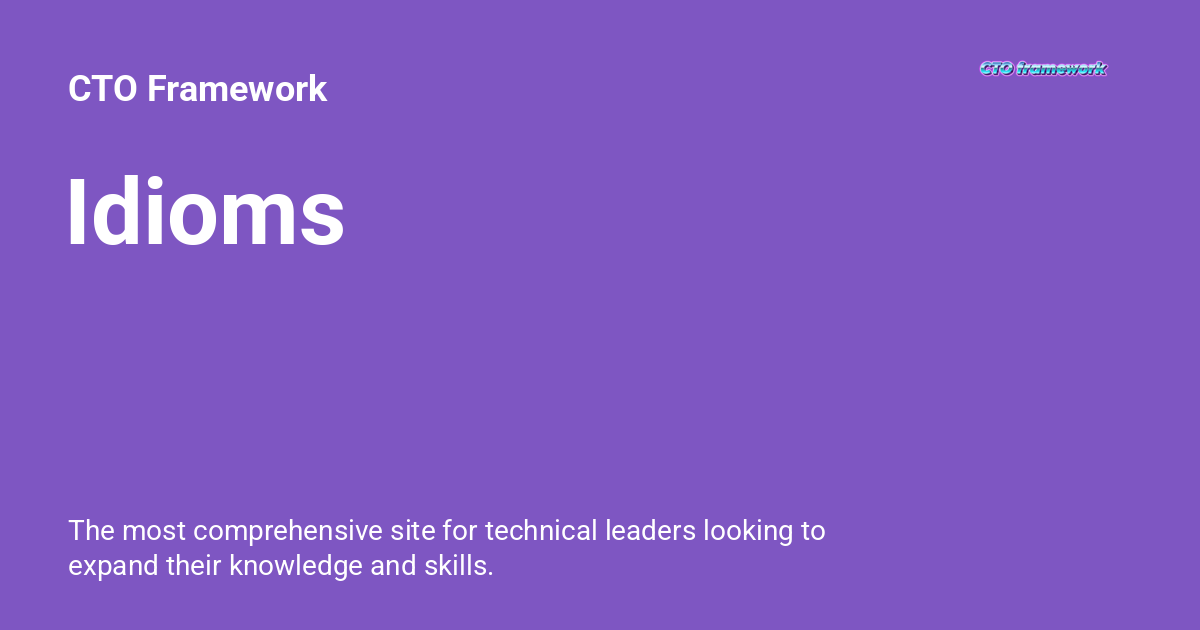 CTO Framework
CTO framework
Idioms
The most comprehensive site for technical leaders looking to
expand their knowledge and skills.